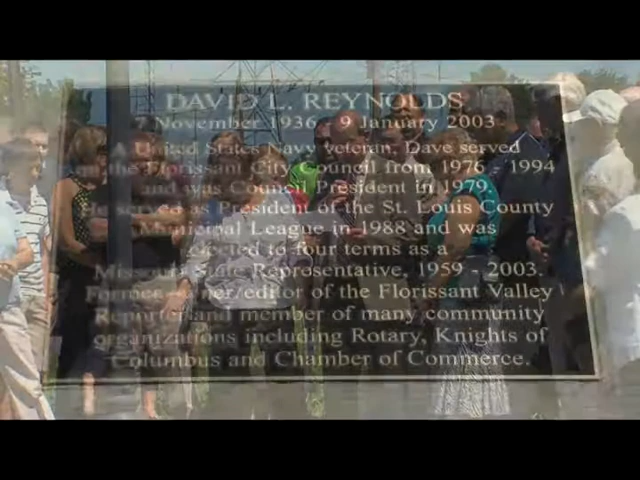 DAVID L. REYNOLDS
November 1936 - 9 January 2003
A United States Navy veteran, Dave served
on the Florissant City Council from 1976 - 1994
and was Council President in 1979.
He served as President of the St. Louis County
Municipal League in 1988 and was
elected to four terms as a
Missouri State Representative, 1959 - 2003.
Former owner/editor of the Florissant Valley
Reporter and member of many community
organizations including Rotary, Knights of
Columbus and Chamber of Commerce.